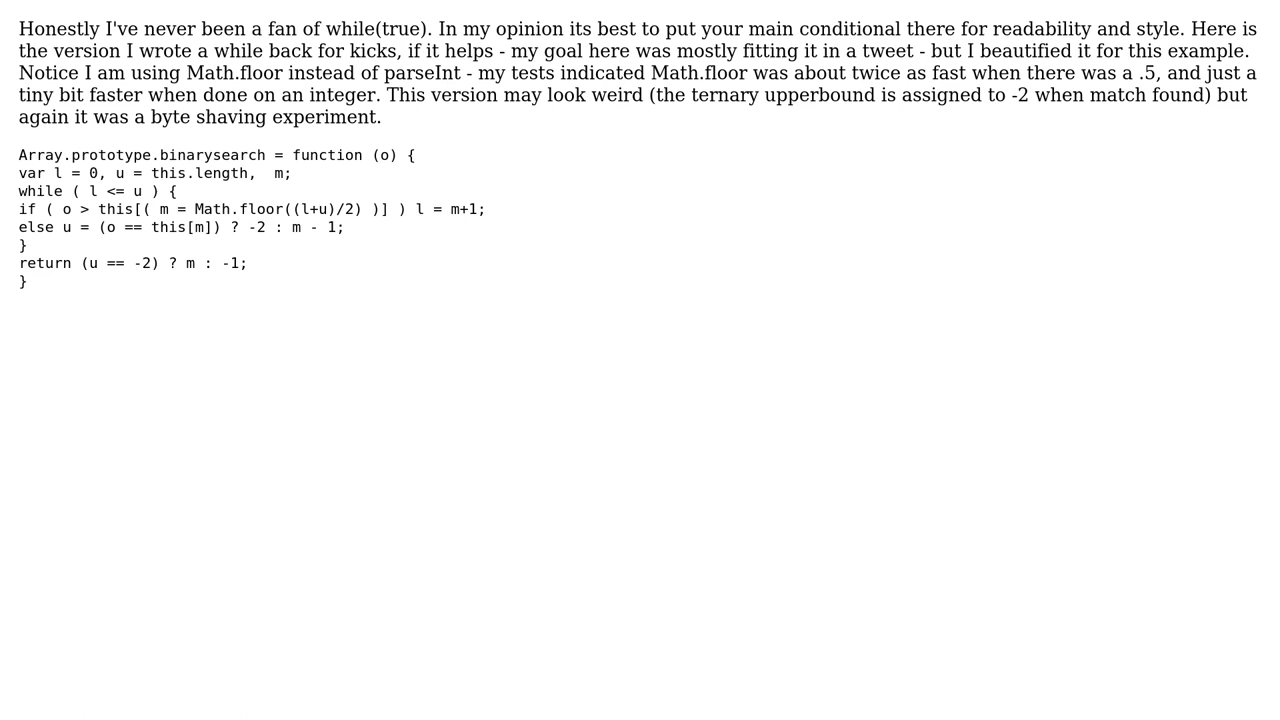 Honestly I've never been a fan of while(true). In my opinion its best to put your main conditional there for readability and style. Here is
the version I wrote a while back for kicks, if it helps - my goal here was mostly fitting it in a tweet - but I beautified it for this example.
Notice I am using Math.floor instead of parseInt - my tests indicated Math.floor was about twice as fast when there was a .5, and just a
tiny bit faster when done on an integer. This version may look weird (the ternary upperbound is assigned to -2 when match found) but
again it was a byte shaving experiment.
Array.prototype.binarysearch = function (o) {
var l = 0, u = this.length,  m;
while ( l <= u ) {
if ( o > this[( m = Math.floor((l+u)/2) )] ) l = m+1;
else u = (o == this[m]) ? -2 : m - 1;
}
return (u == -2) ? m : -1;
}